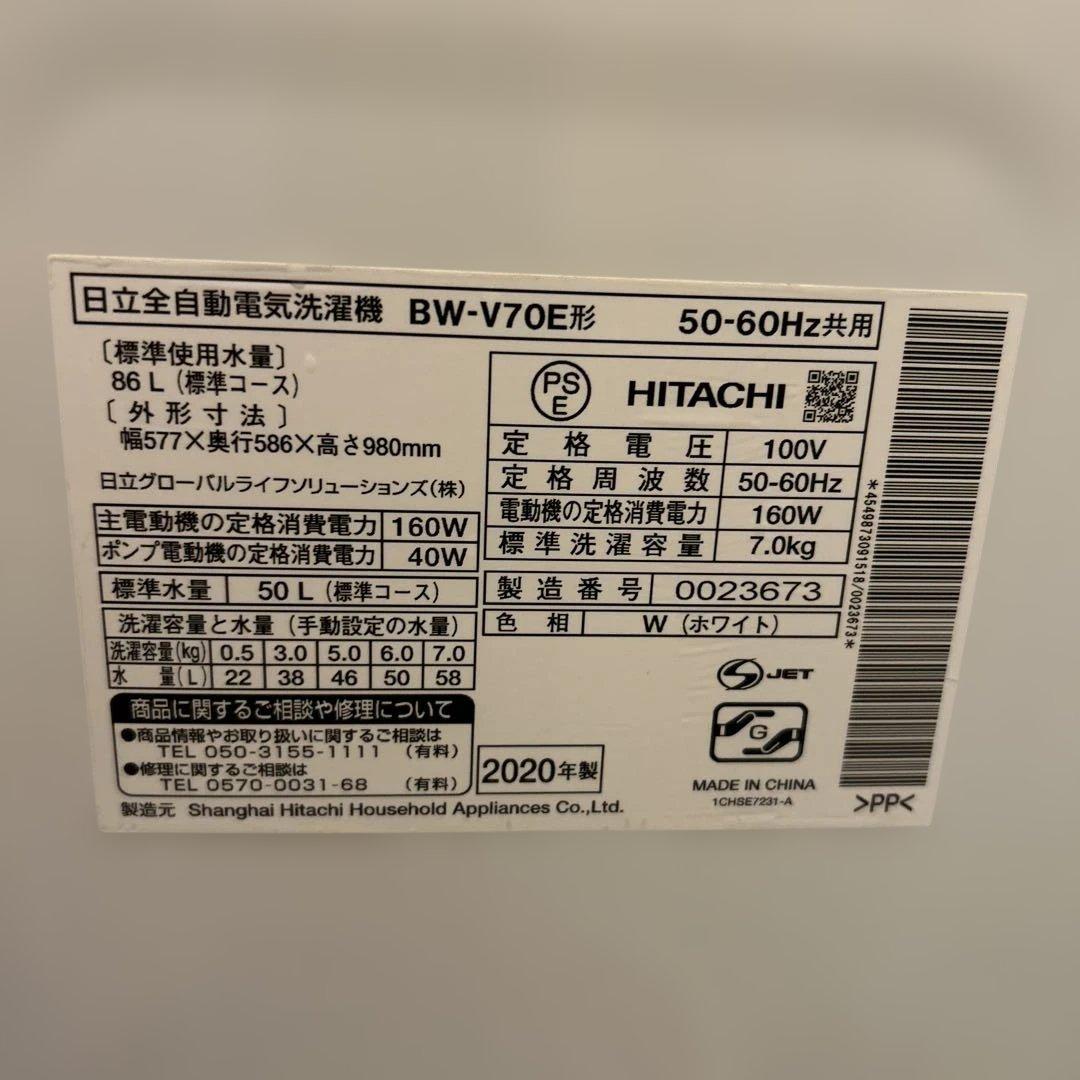 日立全自動電気洗濯機 BW-V70E形 50-60Hz共用
〔標準使用水量〕
86 L (標準コース)
〔外形寸法〕
幅577×奥行586×高さ980mm
日立グローバルライフソリューションズ(株)
主電動機の定格消費電力 160W
ポンプ電動機の定格消費電力 40W
標準水量 50 L (標準コース)
洗濯容量と水量 (手動設定の水量)
洗濯容量(kg) 0.5 3.0 5.0 6.0 7.0
水量(L) 22 38 46 50 58
商品に関するご相談や修理について
●商品情報やお取り扱いに関するご相談は
TEL 050-3155-1111 (有料)
●修理に関するご相談は
TEL 0570-0031-68 (有料)
製造元 Shanghai Hitachi Household Appliances Co.,Ltd.
PS
E
HITACHI
定格電圧 100V
定格周波数 50-60Hz
電動機の定格消費電力 160W
標準洗濯容量 7.0kg
製造番号 0023673
色相 W (ホワイト)
JET
G
2020年製
MADE IN CHINA
1CHSE7231-A
*4549873091518/0023673*
>PP<